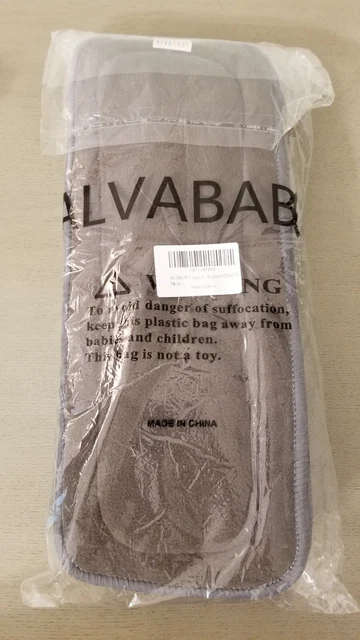 ALVABAB
WARNING
To avoid danger of suffocation,
keep this plastic bag away from
babies and children.
This bag is not a toy.
MADE IN CHINA